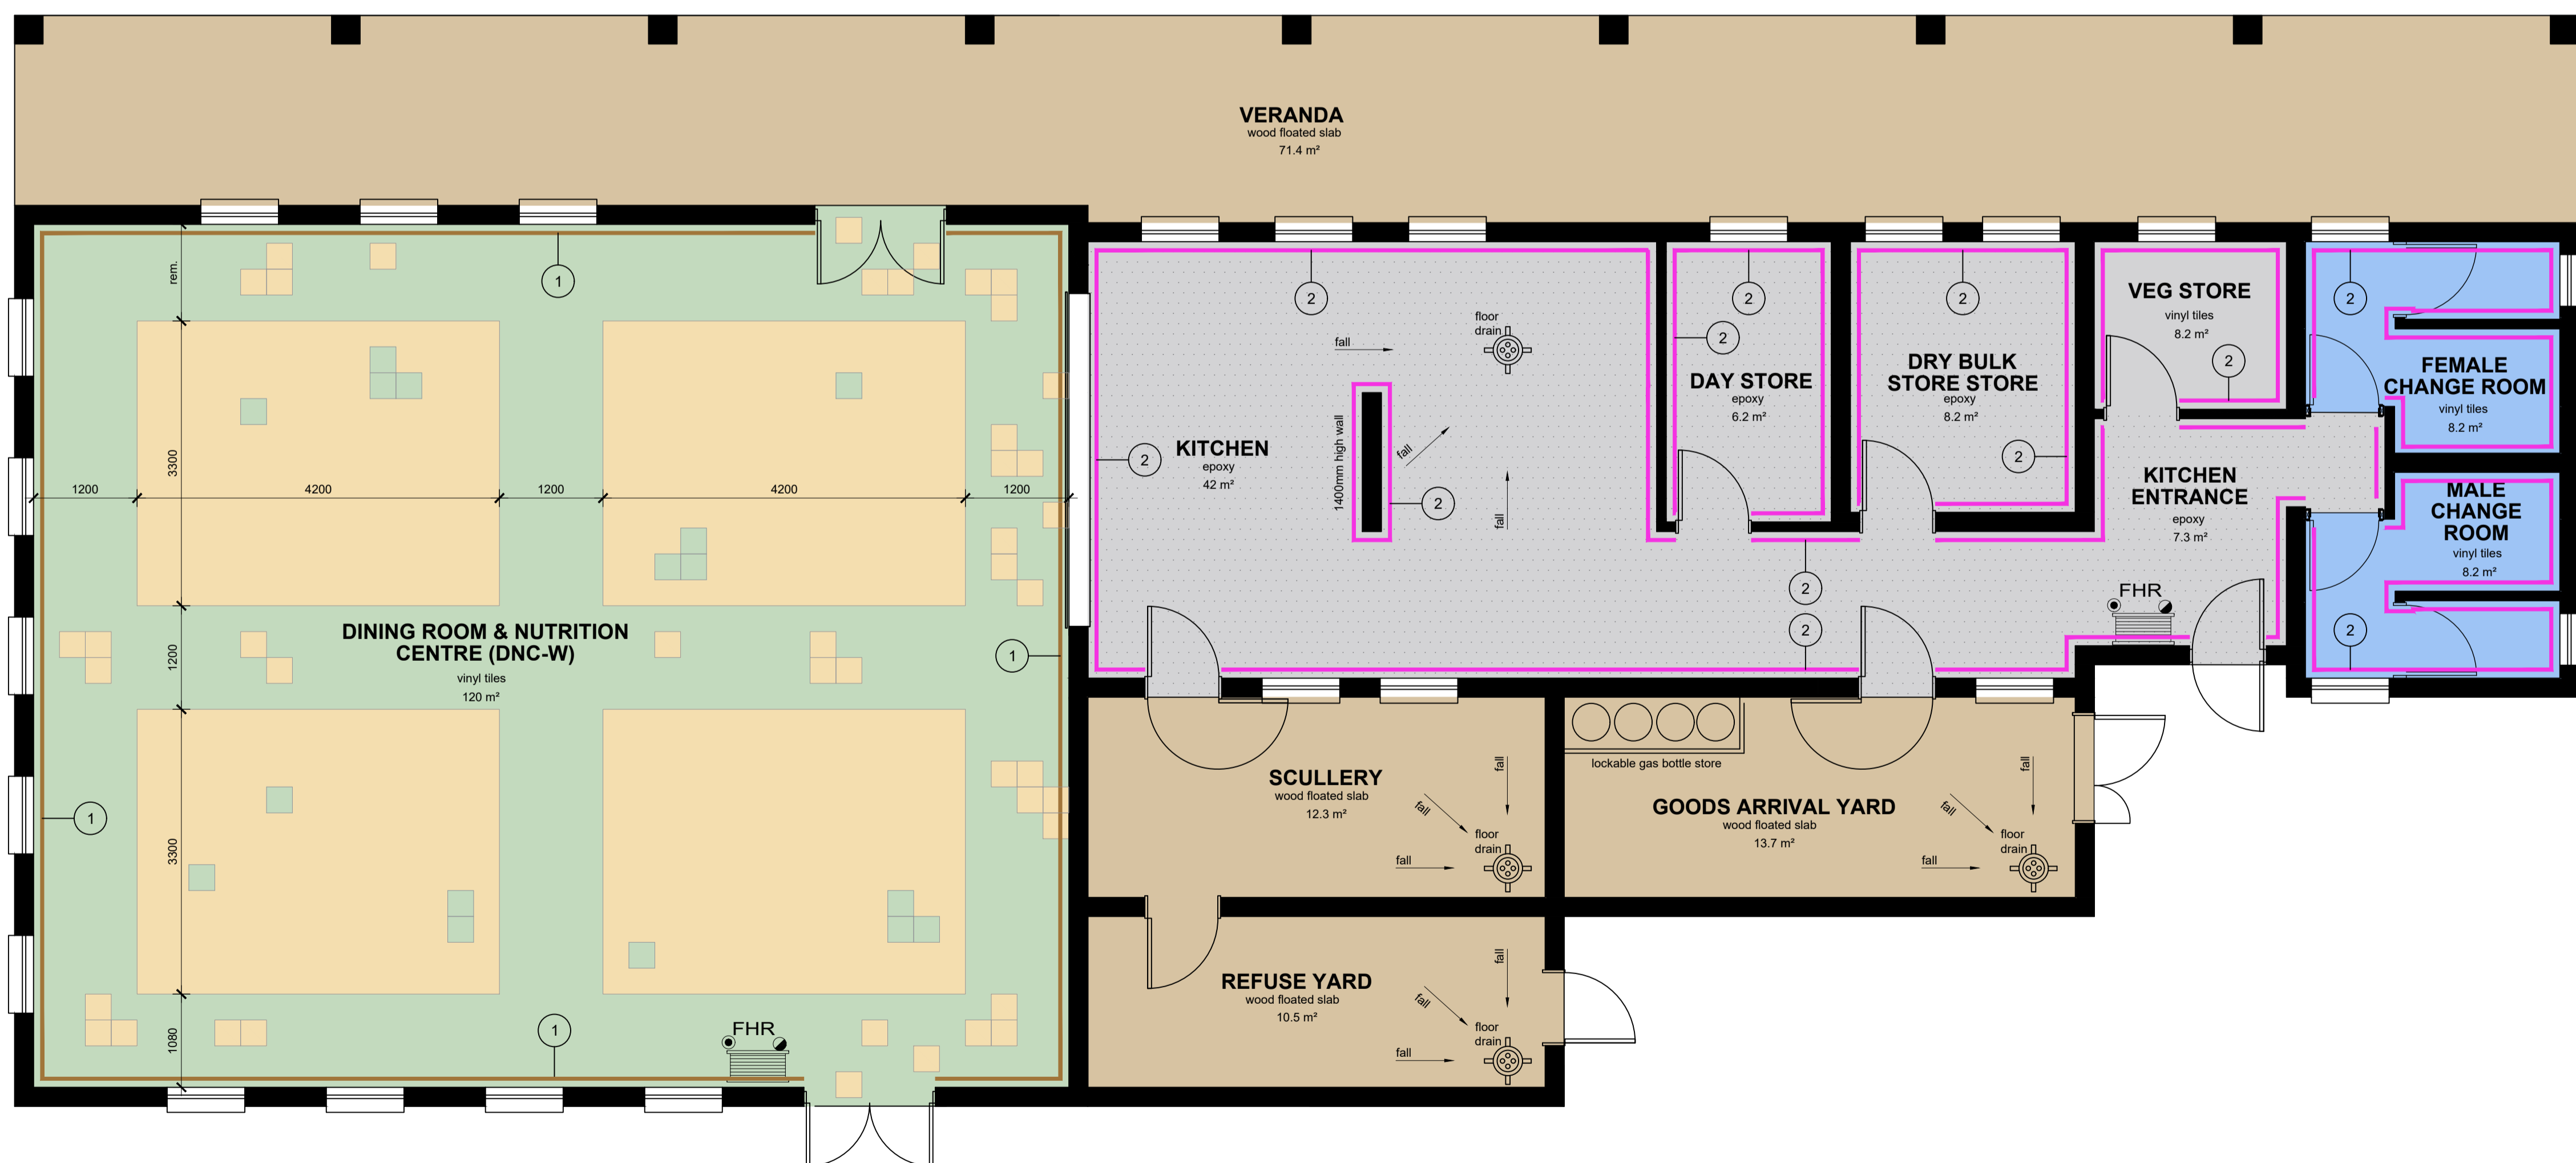 VERANDA
wood floated slab
71.4 m²
rem.
3300
1200
3300
1080
1200
4200
1200
4200
1200
1
1
1
1
DINING ROOM & NUTRITION
CENTRE (DNC-W)
vinyl tiles
120 m²
FHR
2
2
KITCHEN
epoxy
42 m²
fall
floor
drain
1400mm high wall
fall
fall
2
2
2
2
2
DAY STORE
epoxy
6.2 m²
2
DRY BULK
STORE STORE
epoxy
8.2 m²
2
VEG STORE
vinyl tiles
8.2 m²
2
KITCHEN
ENTRANCE
epoxy
7.3 m²
FHR
2
FEMALE
CHANGE ROOM
vinyl tiles
8.2 m²
MALE
CHANGE
ROOM
vinyl tiles
8.2 m²
2
SCULLERY
wood floated slab
12.3 m²
fall
fall
fall
floor
drain
lockable gas bottle store
GOODS ARRIVAL YARD
wood floated slab
13.7 m²
fall
fall
fall
floor
drain
REFUSE YARD
wood floated slab
10.5 m²
fall
fall
fall
floor
drain